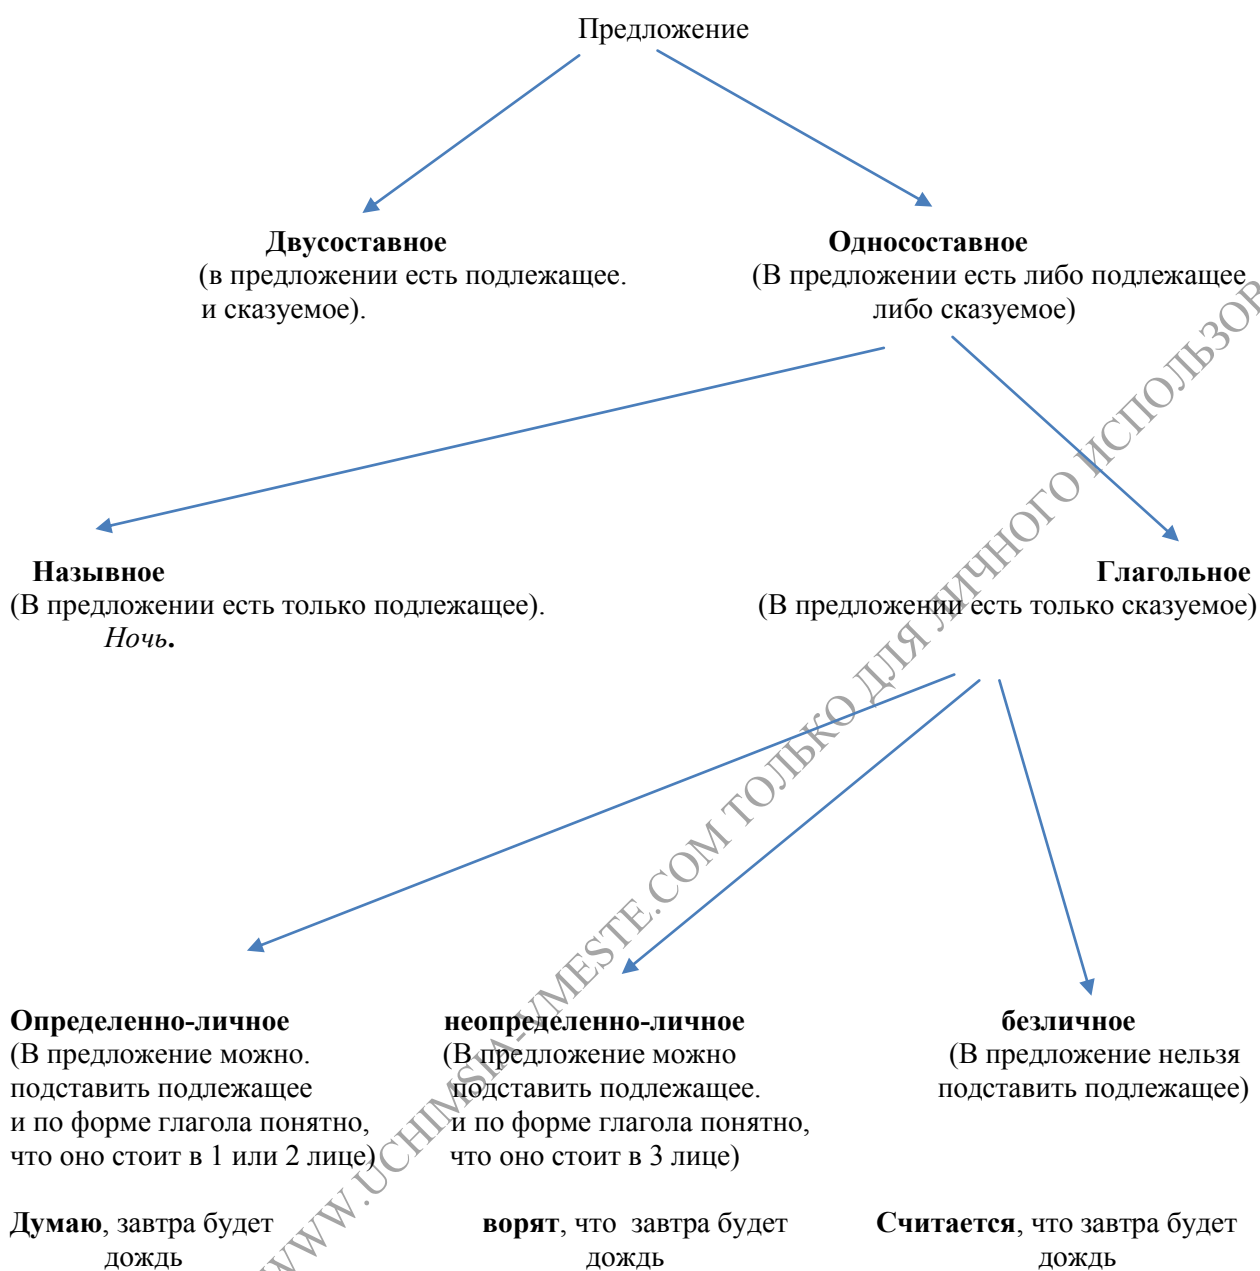 Предложение
Двусоставное
(в предложении есть подлежащее.
и сказуемое).
Односоставное
(В предложении есть либо подлежащее
либо сказуемое)
Назывное
(В предложении есть только подлежащее).
Ночь.
Глагольное
(В предложении есть только сказуемое)
Определенно-личное
(В предложение можно.
подставить подлежащее
и по форме глагола понятно,
что оно стоит в 1 или 2 лице)
Думаю, завтра будет
дождь
неопределенно-личное
(В предложение можно
подставить подлежащее.
и по форме глагола понятно,
что оно стоит в 3 лице)
ворят, что завтра будет
дождь
безличное
(В предложение нельзя
подставить подлежащее)
Считается, что завтра будет
дождь
WWW.UCHIMSIA-VMESTE.COM ТОЛЬКО ДЛЯ ЛИЧНОГО